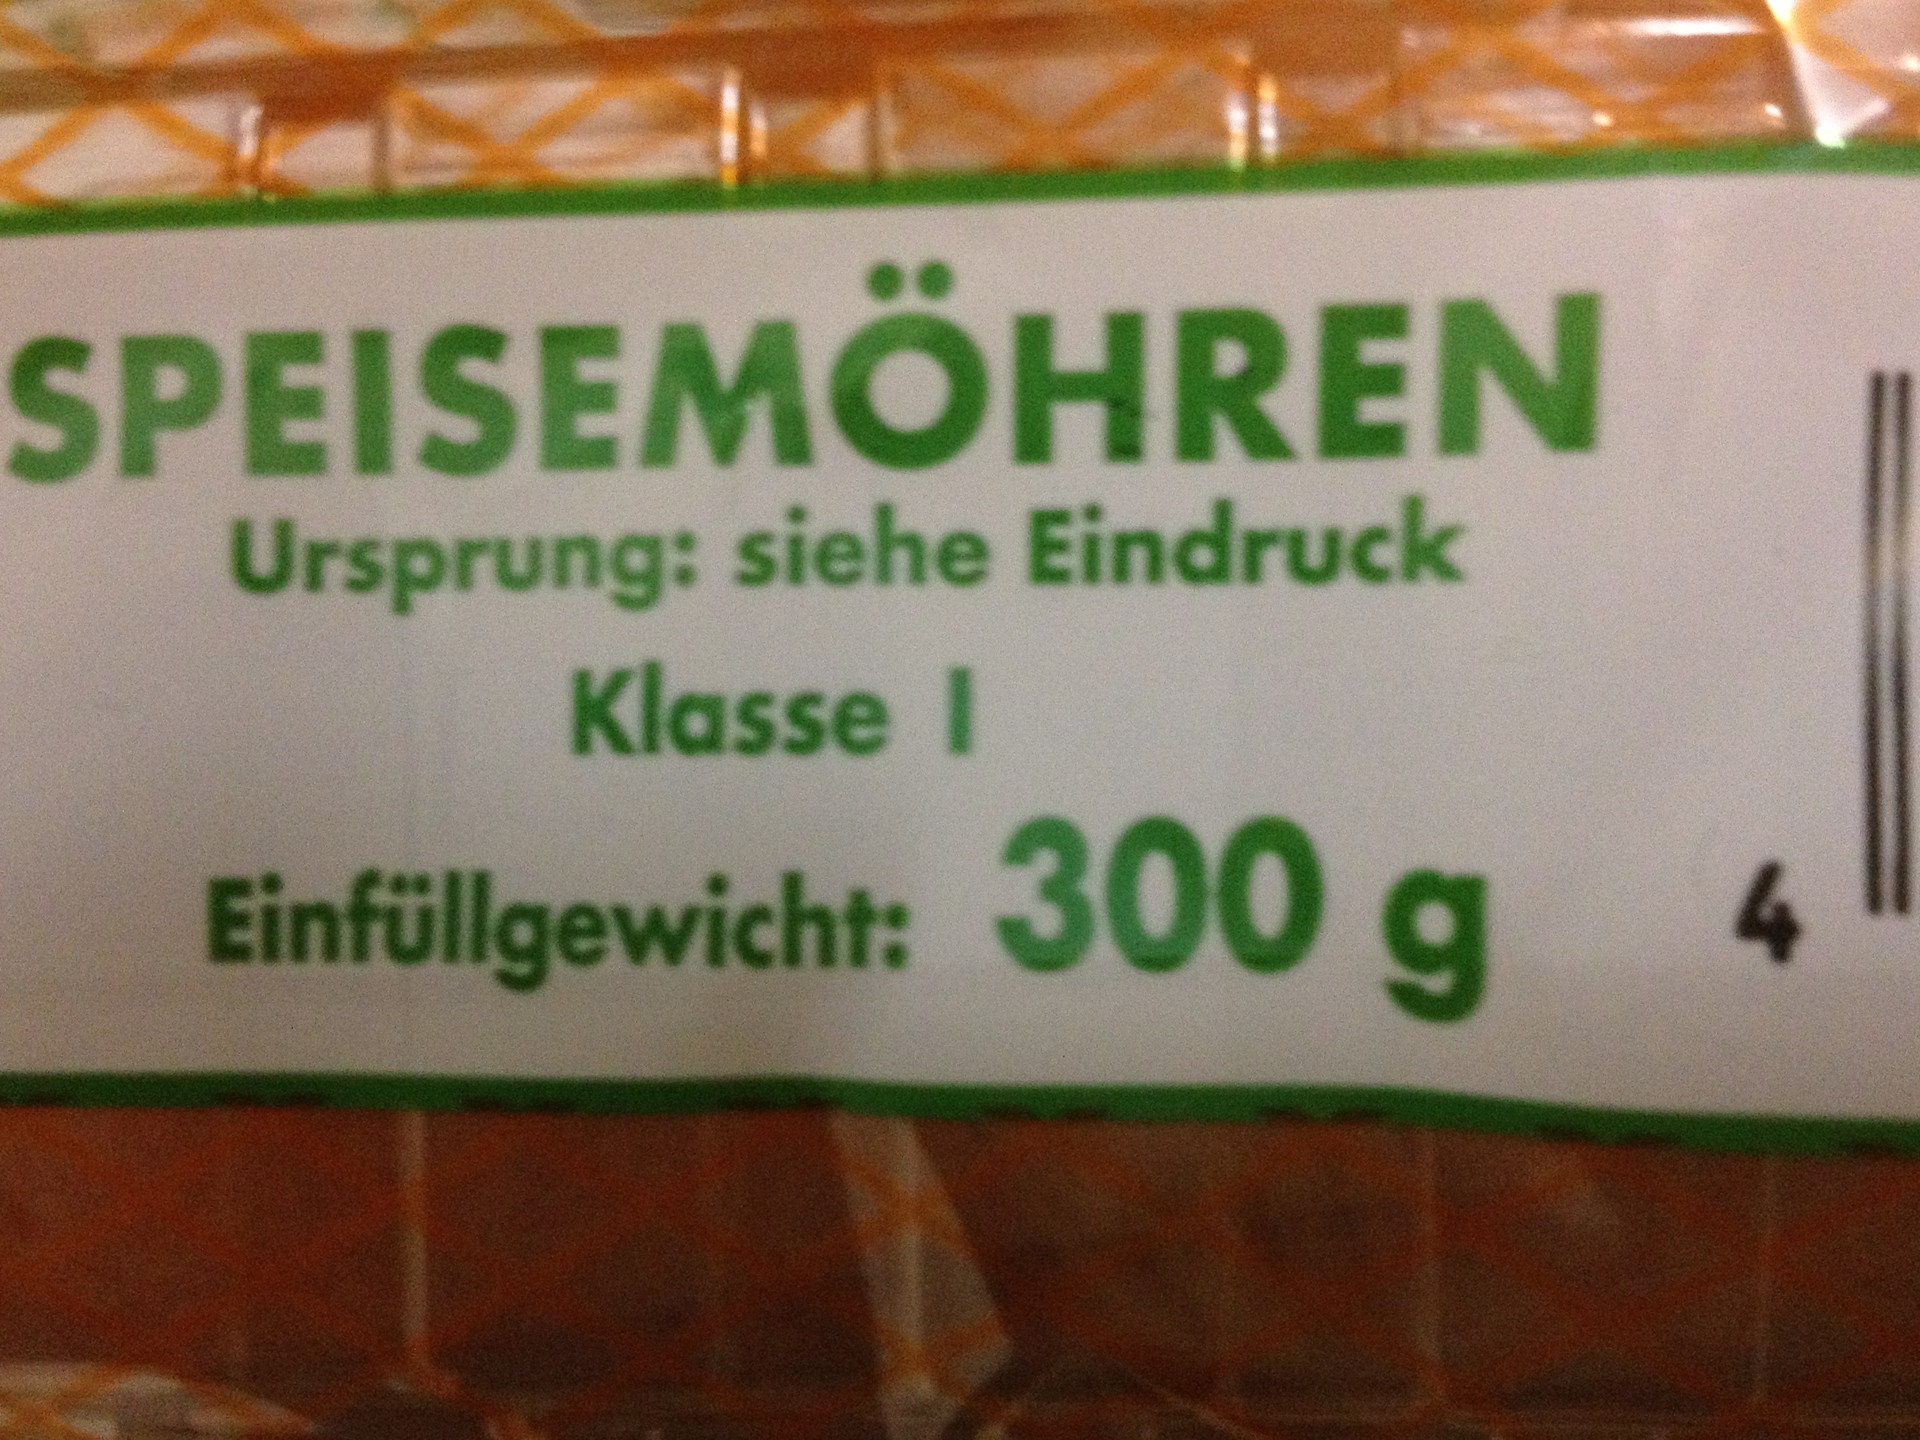 SPEISEMÖHREN
Ursprung: siehe Eindruck
Klasse I
Einfüllgewicht: 300 g
4